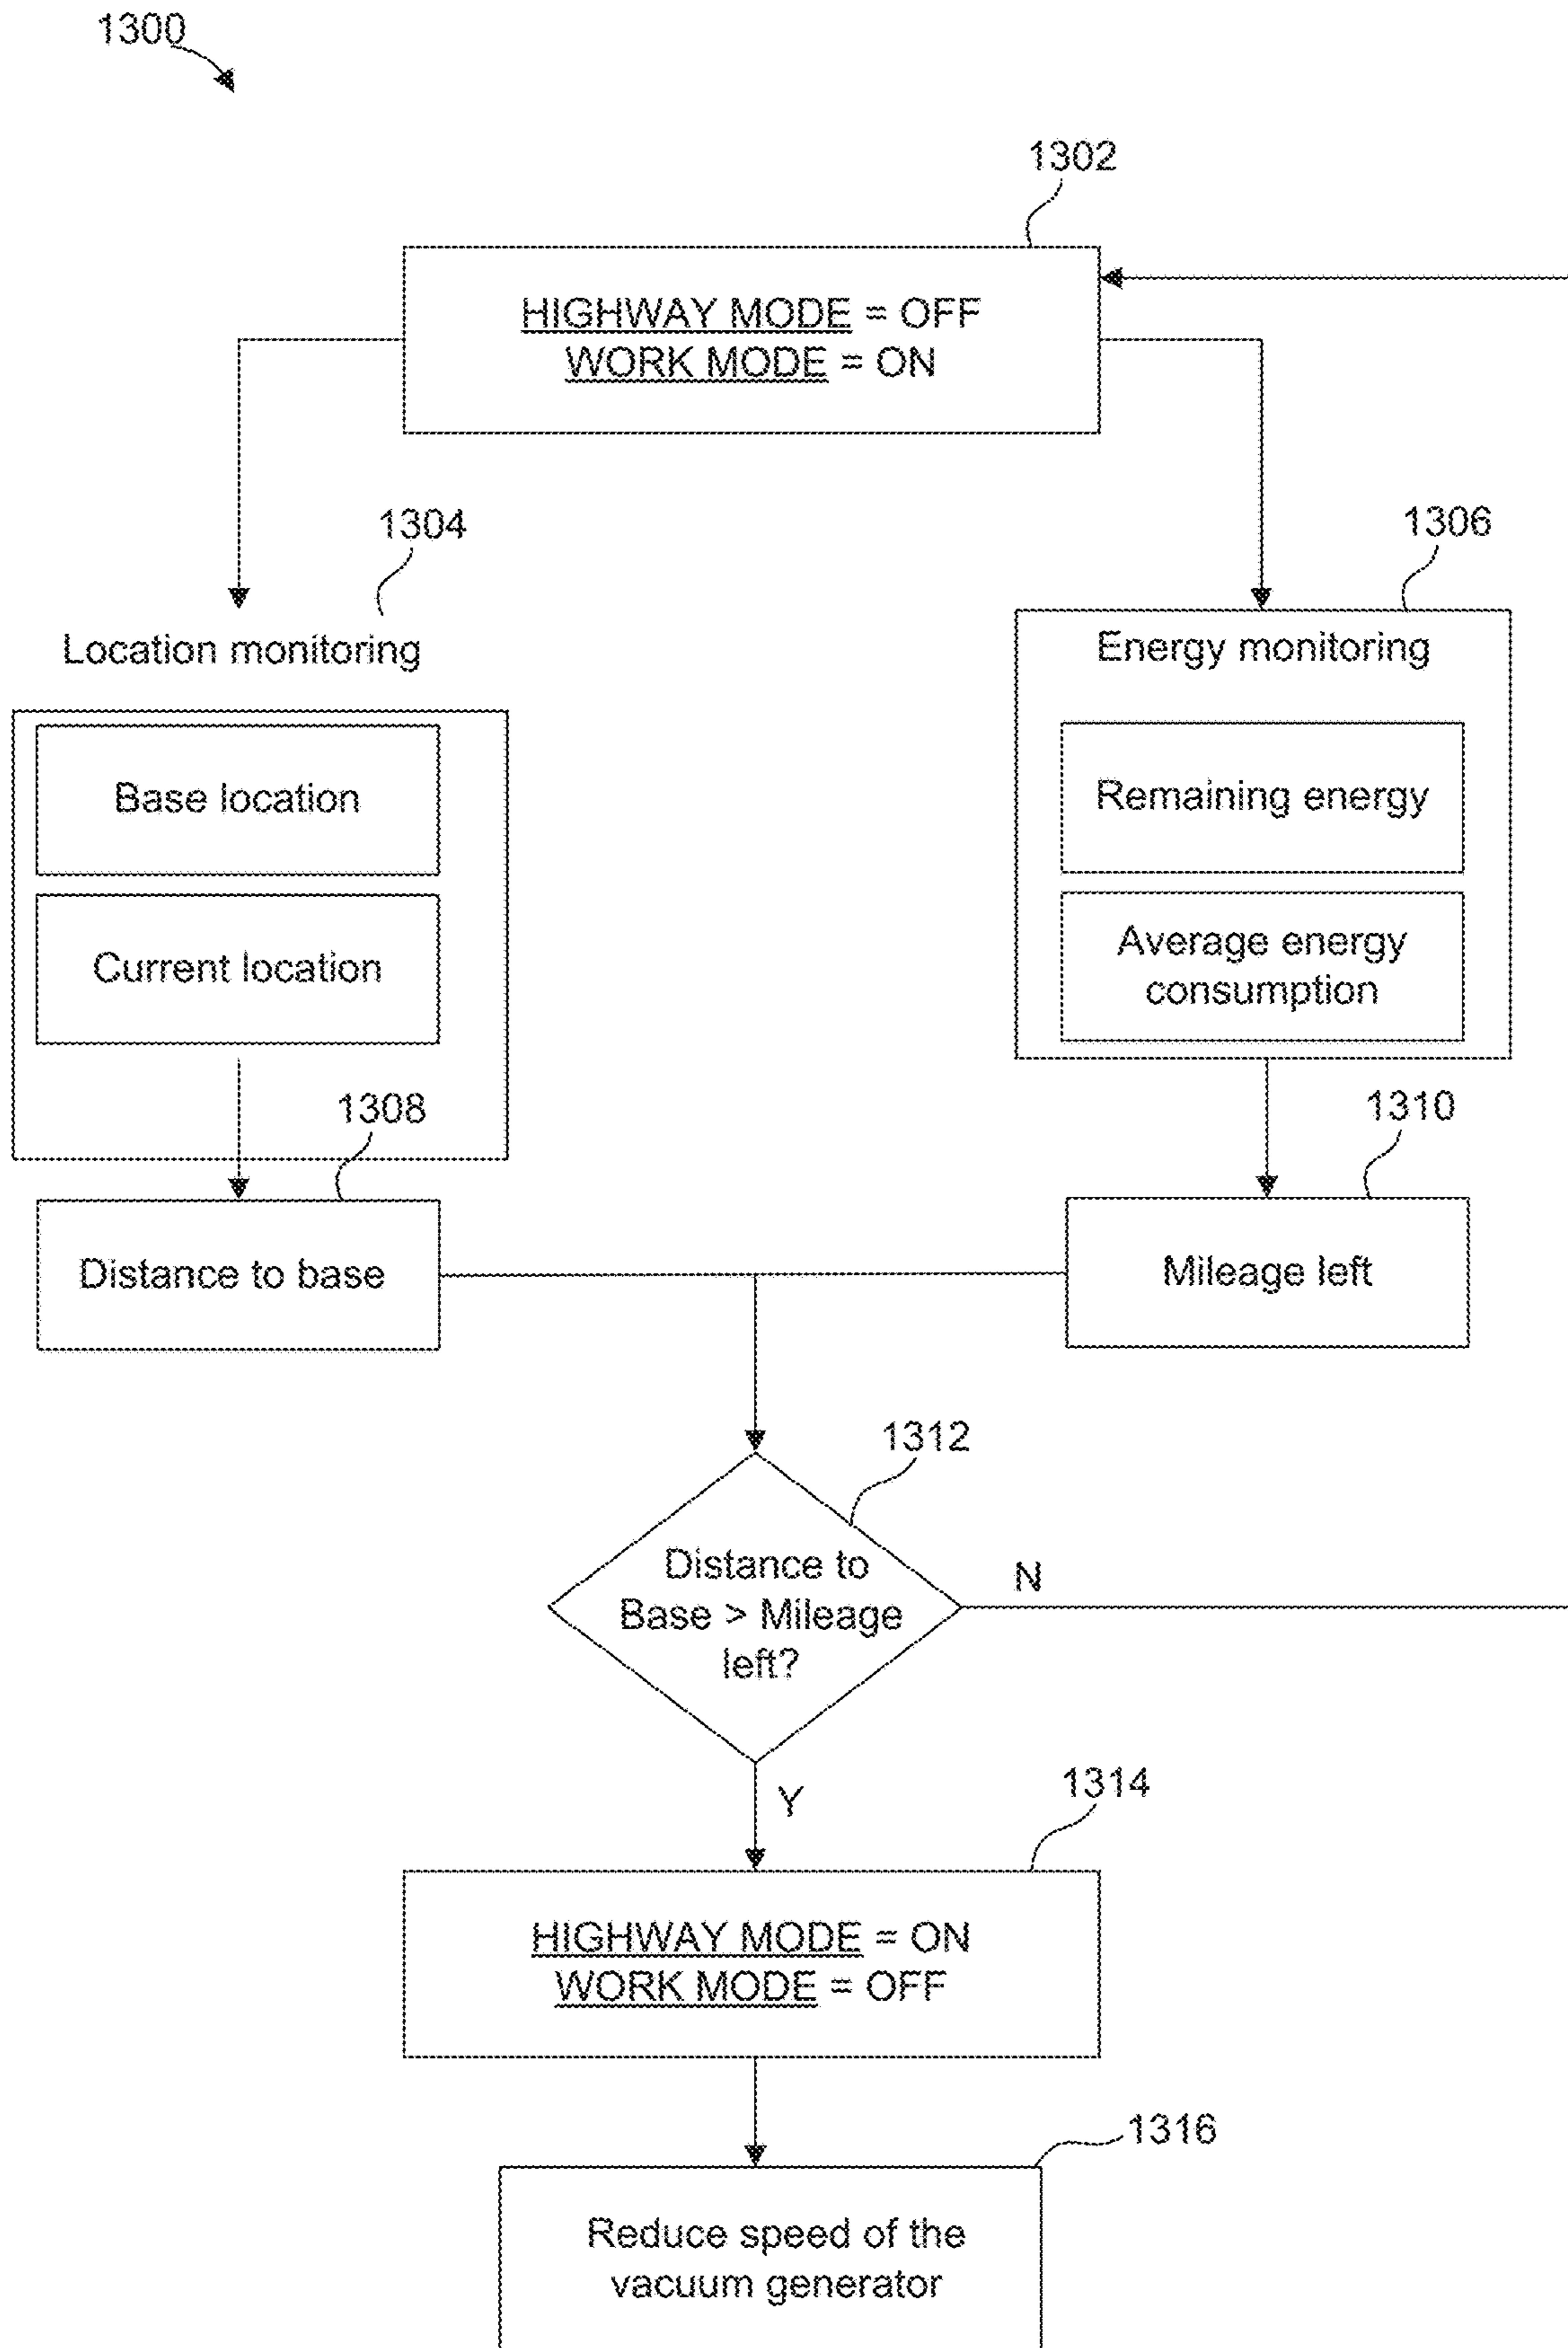 1300
1302
HIGHWAY MODE = OFF
WORK MODE = ON
1304
1306
Location monitoring
Energy monitoring
Base location
Remaining energy
Current location
Average energy
consumption
1308
1310
Distance to base
Mileage left
1312
Distance to
Base > Mileage
left?
N
Y
1314
HIGHWAY MODE = ON
WORK MODE = OFF
1316
Reduce speed of the
vacuum generator